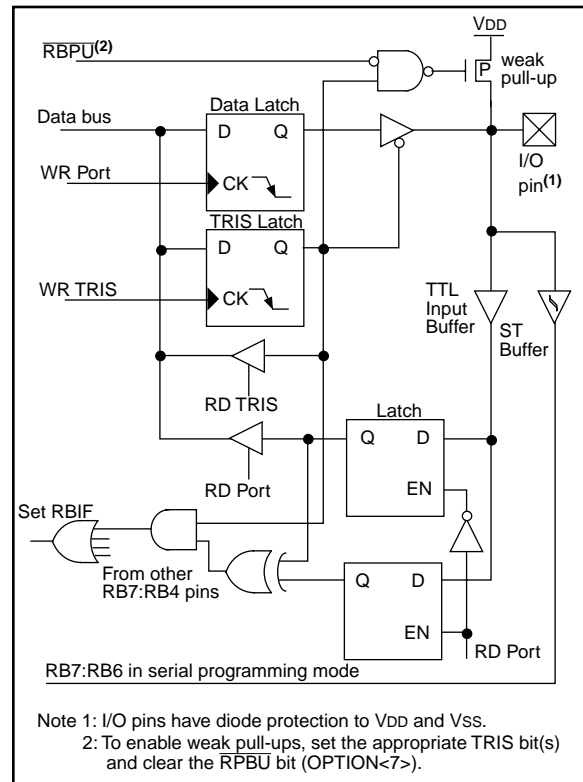 VDD
RBPU(2)
weak
pull-up
P
Data Latch
Data bus
D Q
I/O
pin(1)
WR Port
CK
TRIS Latch
D Q
WR TRIS
CK
TTL
Input
Buffer
ST
Buffer
RD TRIS
Latch
Q D
RD Port
EN
Set RBIF
From other
RB7:RB4 pins
Q D
EN
RD Port
RB7:RB6 in serial programming mode
Note 1: I/O pins have diode protection to VDD and VSS.
2: To enable weak pull-ups, set the appropriate TRIS bit(s)
and clear the RPBU bit (OPTION<7>).